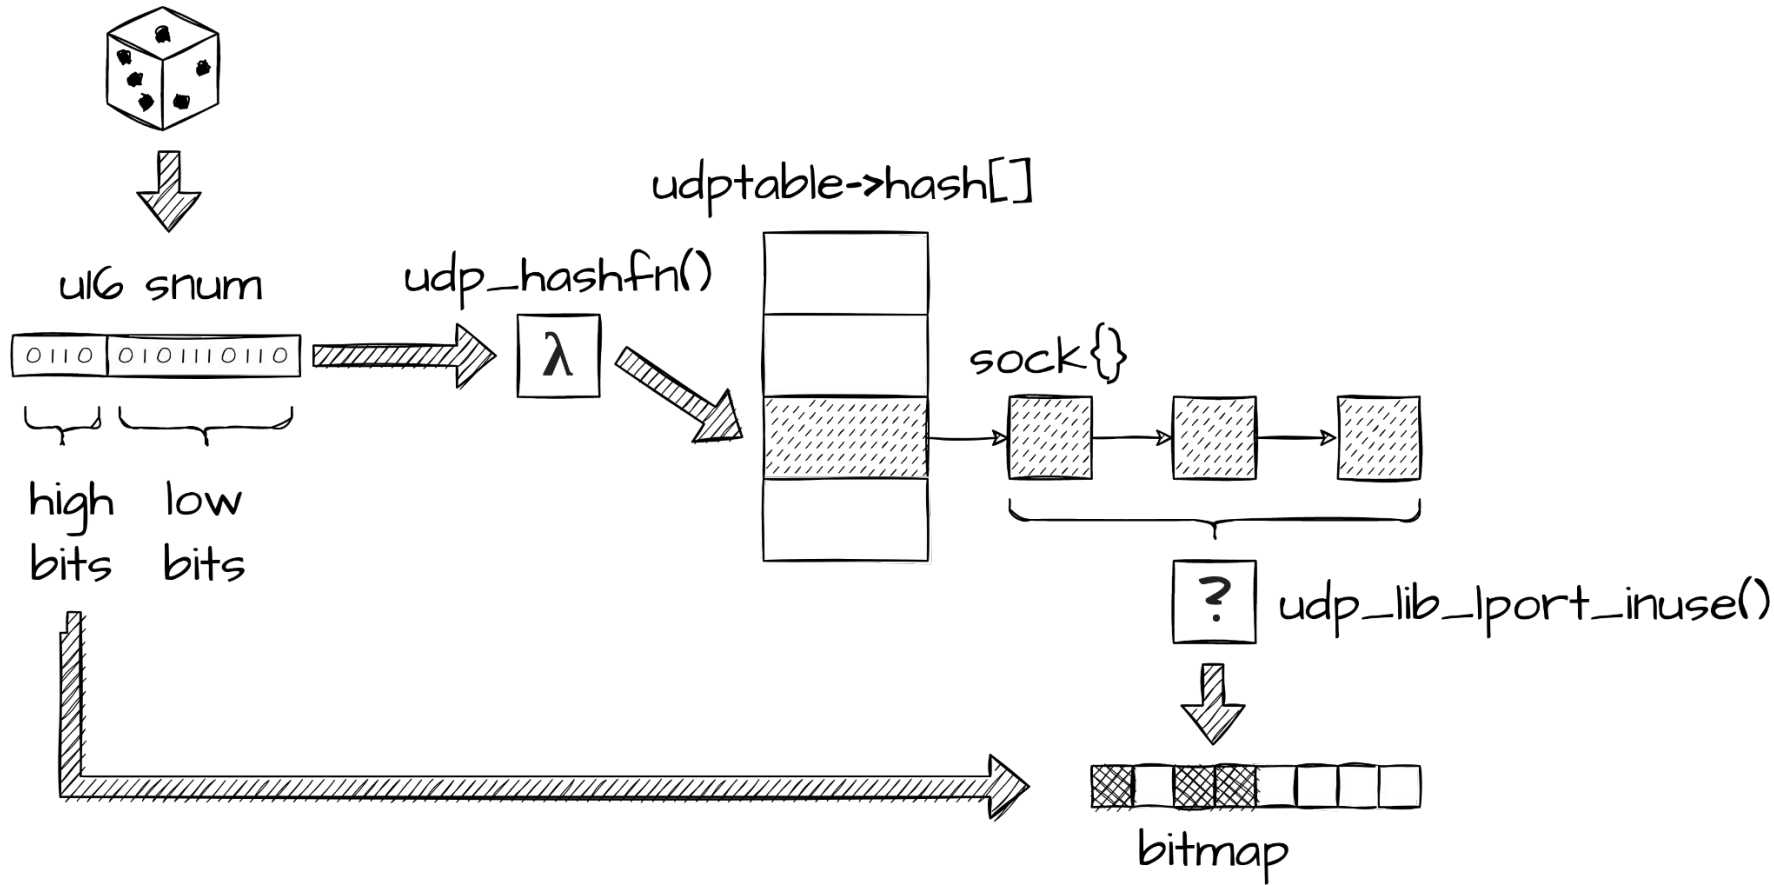 udptable->hash[]
u16 snum
udp_hashfn()
0110 0101110110
λ
sock{}
high
bits
low
bits
?
udp_lib_lport_inuse()
bitmap